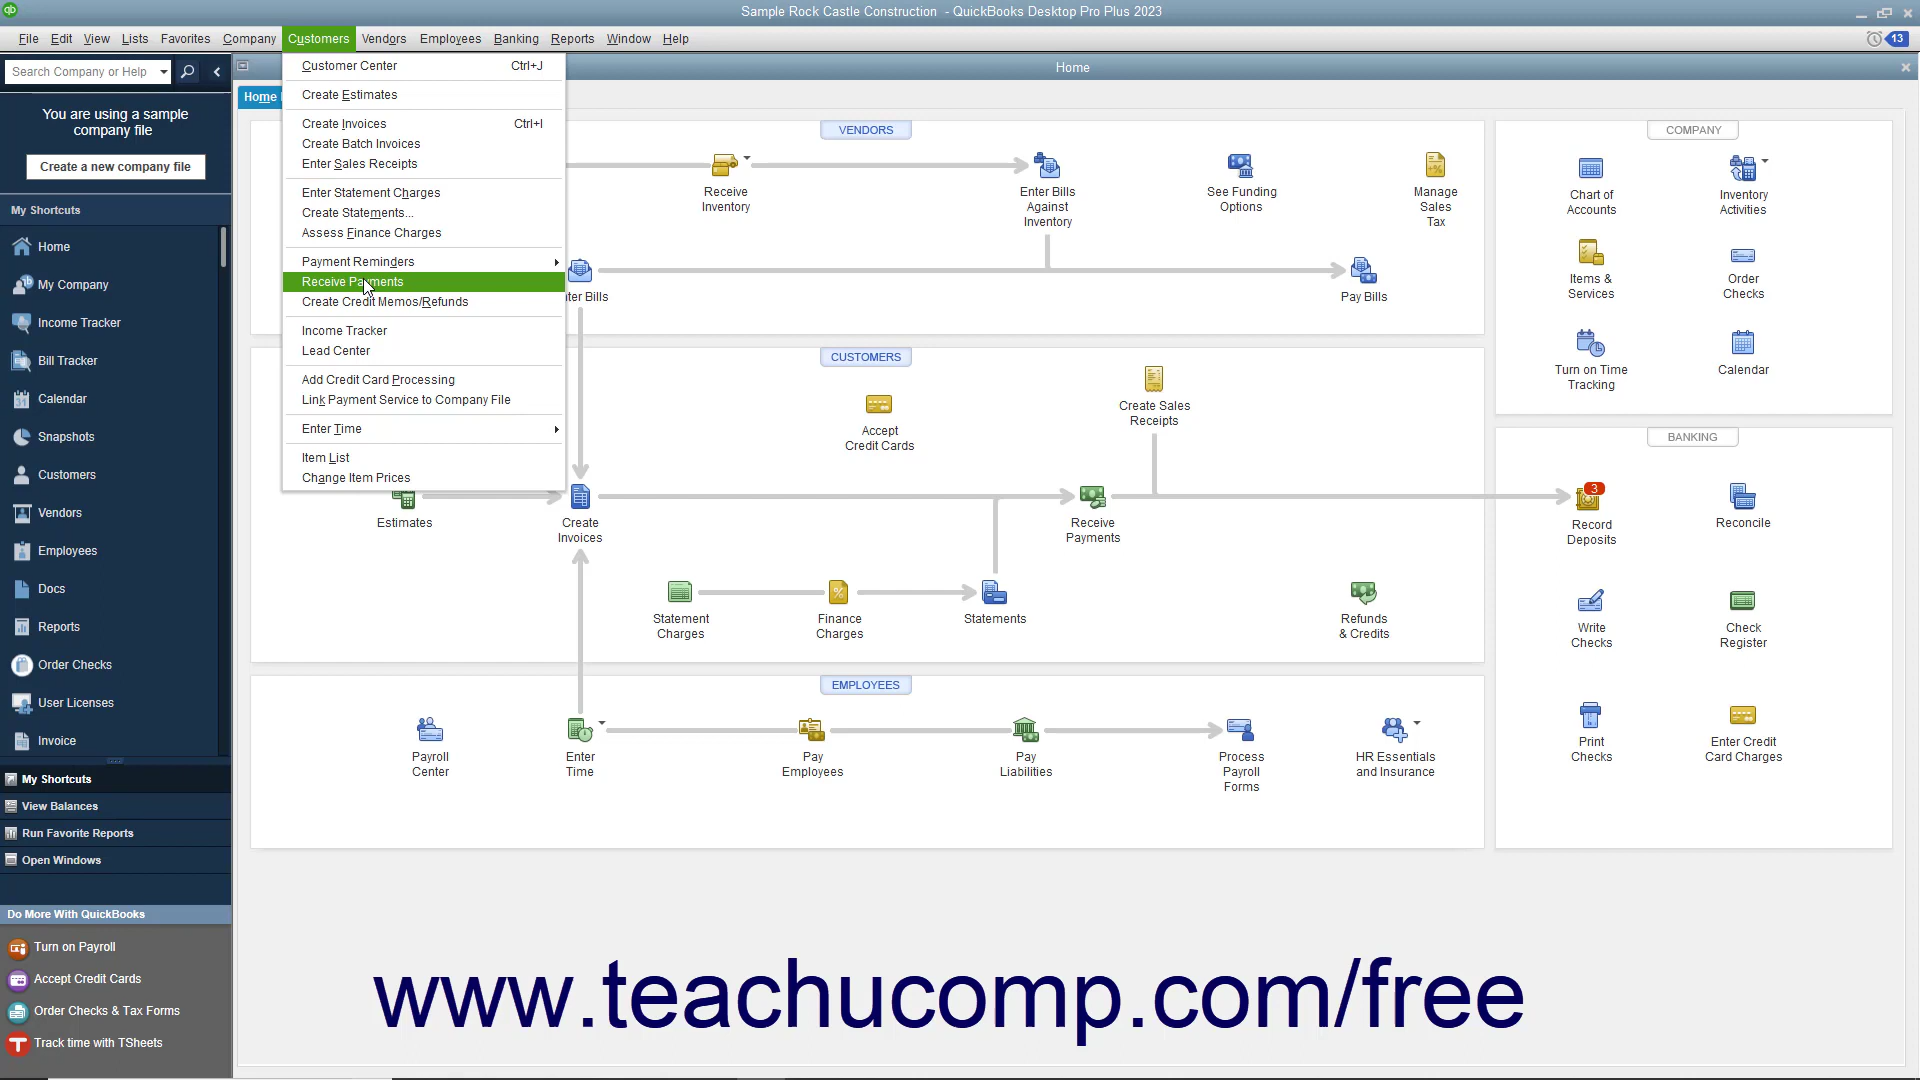 Sample Rock Castle Construction - QuickBooks Desktop Pro Plus 2023
File Edit View Lists Favorites Company Customers Vendors Employees Banking Reports Window Help
13
Search Company or Help
Home
You are using a sample
company file
Create a new company file
My Shortcuts
Home
My Company
Income Tracker
Bill Tracker
Calendar
Snapshots
Customers
Vendors
Employees
Docs
Reports
Order Checks
User Licenses
Invoice
My Shortcuts
View Balances
Run Favorite Reports
Open Windows
Do More With QuickBooks
Turn on Payroll
Accept Credit Cards
Order Checks & Tax Forms
Track time with TSheets
Customer Center Ctrl+J
Create Estimates
Create Invoices Ctrl+I
Create Batch Invoices
Enter Sales Receipts
Enter Statement Charges
Create Statements...
Assess Finance Charges
Payment Reminders
Receive Payments
Create Credit Memos/Refunds
Income Tracker
Lead Center
Add Credit Card Processing
Link Payment Service to Company File
Enter Time
Item List
Change Item Prices
Home
VENDORS
Receive
Inventory
Enter Bills
Against
Inventory
See Funding
Options
Manage
Sales
Tax
Bills
Pay Bills
CUSTOMERS
Accept
Credit Cards
Create Sales
Receipts
Estimates
Create
Invoices
Receive
Payments
Statement
Charges
Finance
Charges
Statements
Refunds
& Credits
EMPLOYEES
Payroll
Center
Enter
Time
Pay
Employees
Pay
Liabilities
Process
Payroll
Forms
HR Essentials
and Insurance
COMPANY
Chart of
Accounts
Inventory
Activities
Items &
Services
Order
Checks
Turn on Time
Tracking
Calendar
BANKING
3
Record
Deposits
Reconcile
Write
Checks
Check
Register
Print
Checks
Enter Credit
Card Charges
www.teachucomp.com/free